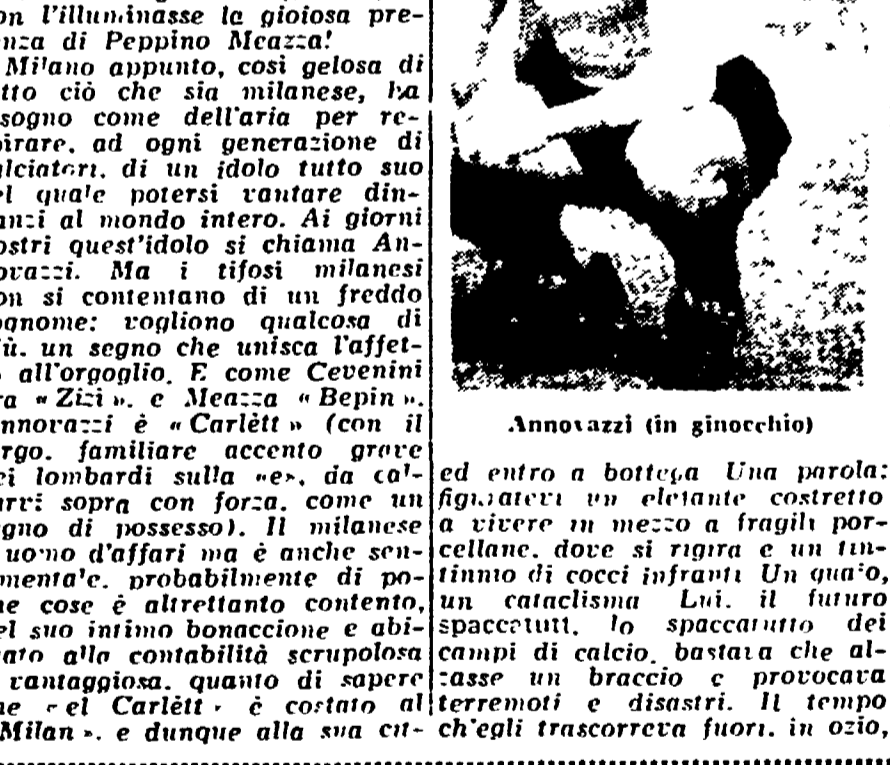 on l'illuminasse la gioiosa pre-
nza di Peppino Meazza!
Milano appunto, così gelosa di
tto ciò che sia milanese, ha
sogno come dell'aria per re-
pirare, ad ogni generazione di
alciatori, di un idolo tutto suo
el quale potersi vantare din-
anzi al mondo intero. Ai giorni
ostri quest'idolo si chiama An-
ovazzi. Ma i tifosi milanesi
on si contentano di un freddo
ognome: vogliono qualcosa di
iù, un segno che unisca l'affet-
o all'orgoglio. E come Cevenini
ra « Zizì », e Meazza « Bepin »,
nnovazzi è « Carlètt » (con il
argo, familiare accento grave
ei lombardi sulla «e», da cal-
arvi sopra con forza, come un
egno di possesso). Il milanese
uomo d'affari ma è anche sen-
mentale, probabilmente di po-
he cose è altrettanto contento,
el suo intimo bonaccione e abi-
uato alla contabilità scrupolosa
vantaggiosa, quanto di sapere
he « el Carlètt » è costato al
Milan », e dunque alla sua cit-
Annovazzi (in ginocchio)
ed entro a bottega Una parola:
figuratevi un elefante costretto
a vivere in mezzo a fragili por-
cellane, dove si rigira e un tin-
tinnio di cocci infranti Un guaio,
un cataclisma Lui, il futuro
spaccatutt, lo spaccatutto dei
campi di calcio, bastava che al-
zasse un braccio e provocava
terremoti e disastri. Il tempo
ch'egli trascorreva fuori, in ozio,